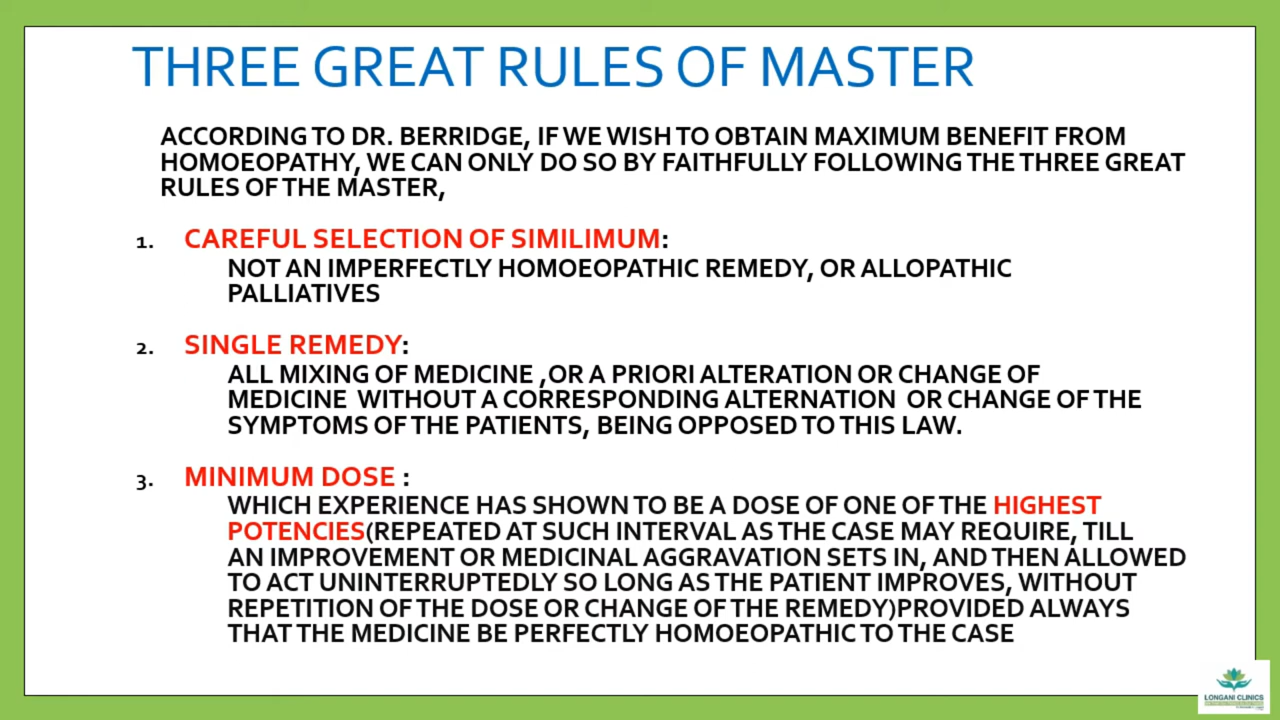 THREE GREAT RULES OF MASTER
ACCORDING TO DR. BERRIDGE, IF WE WISH TO OBTAIN MAXIMUM BENEFIT FROM
HOMOEOPATHY, WE CAN ONLY DO SO BY FAITHFULLY FOLLOWING THE THREE GREAT
RULES OF THE MASTER,
1. CAREFUL SELECTION OF SIMILIMUM:
NOT AN IMPERFECTLY HOMOEOPATHIC REMEDY, OR ALLOPATHIC
PALLIATIVES
2. SINGLE REMEDY:
ALL MIXING OF MEDICINE ,OR A PRIORI ALTERATION OR CHANGE OF
MEDICINE WITHOUT A CORRESPONDING ALTERNATION OR CHANGE OF THE
SYMPTOMS OF THE PATIENTS, BEING OPPOSED TO THIS LAW.
3. MINIMUM DOSE :
WHICH EXPERIENCE HAS SHOWN TO BE A DOSE OF ONE OF THE HIGHEST
POTENCIES(REPEATED AT SUCH INTERVAL AS THE CASE MAY REQUIRE, TILL
AN IMPROVEMENT OR MEDICINAL AGGRAVATION SETS IN, AND THEN ALLOWED
TO ACT UNINTERRUPTEDLY SO LONG AS THE PATIENT IMPROVES, WITHOUT
REPETITION OF THE DOSE OR CHANGE OF THE REMEDY)PROVIDED ALWAYS
THAT THE MEDICINE BE PERFECTLY HOMOEOPATHIC TO THE CASE
LONGANI CLINICS